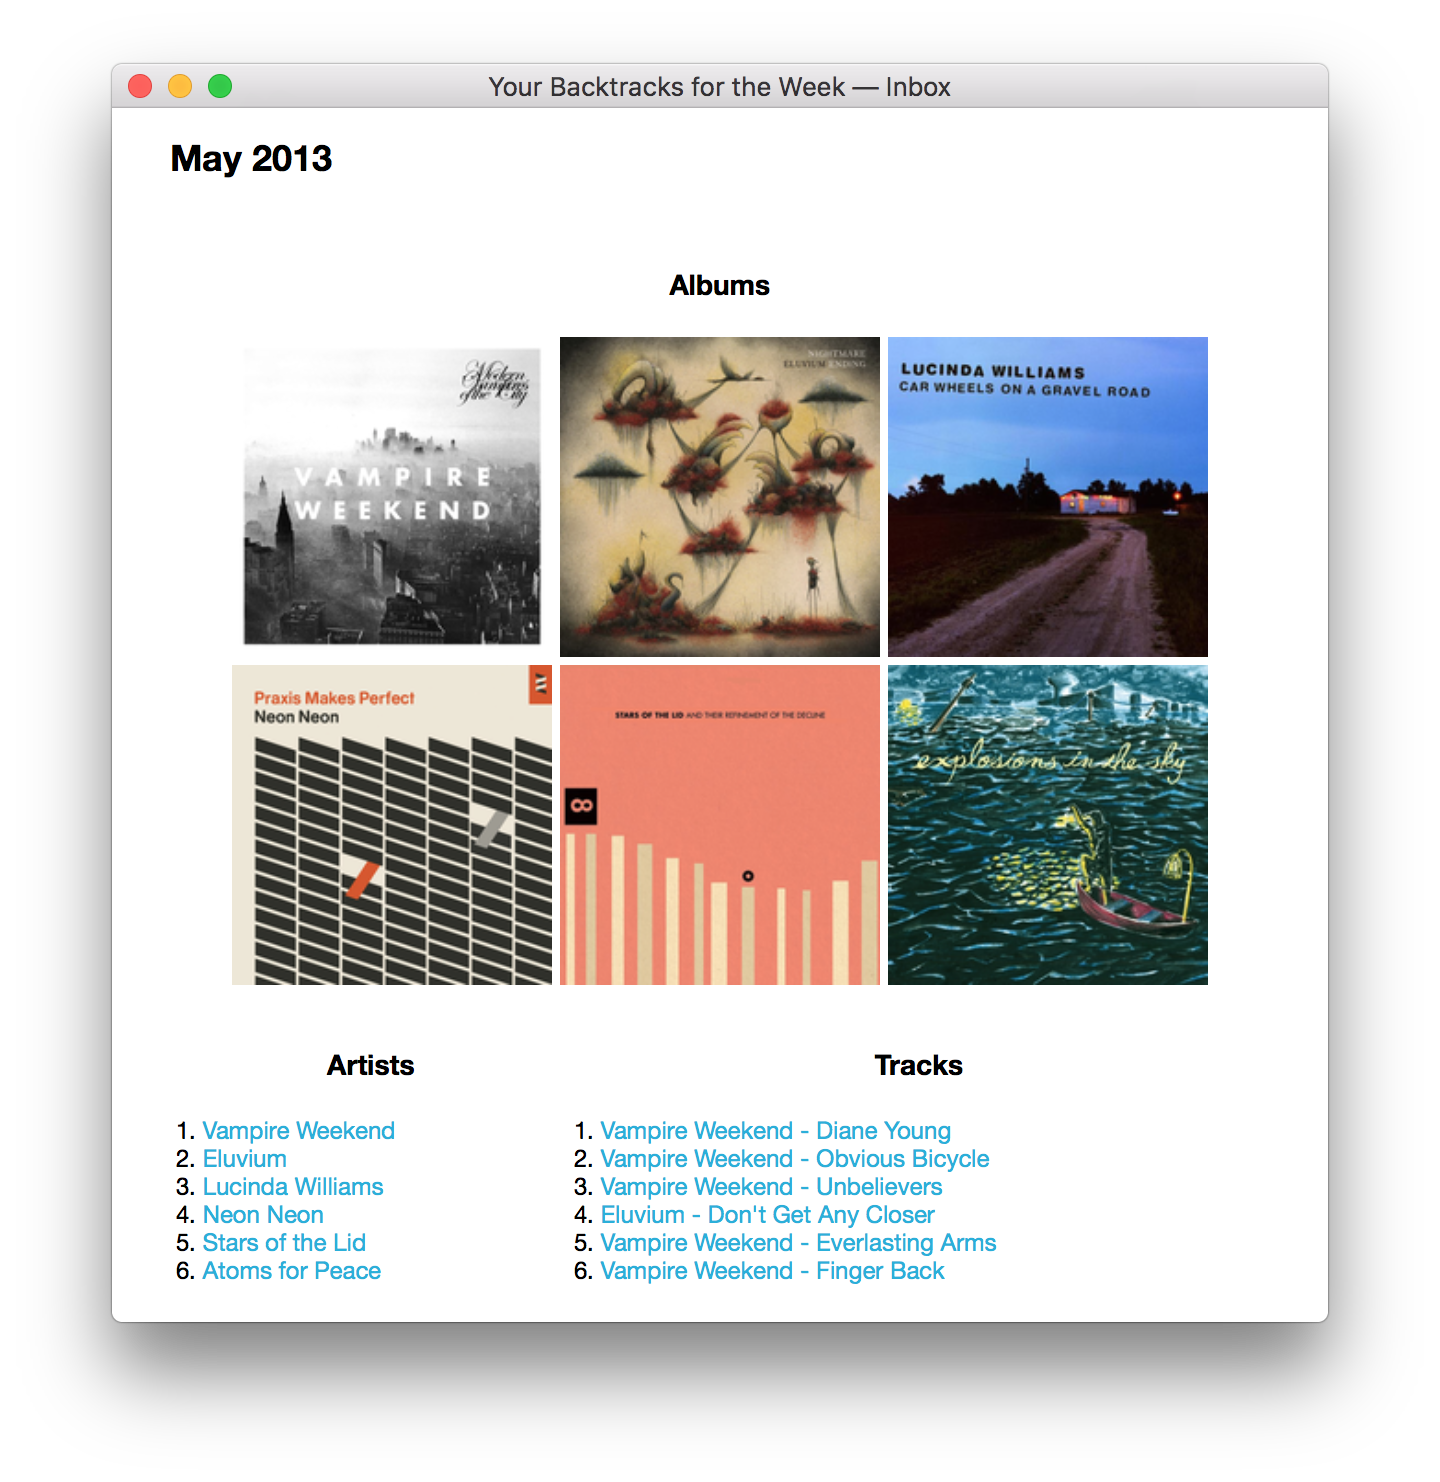 Your Backtracks for the Week — Inbox
May 2013
Albums
Modern
Vampires
of the City
VAMPIRE
WEEKEND
NIGHTMARE
ELUVIUM ENDING
LUCINDA WILLIAMS
CAR WHEELS ON A GRAVEL ROAD
Praxis Makes Perfect
Neon Neon
STARS OF THE LID AND THEIR REFINEMENT OF THE DECLINE
8
explosions in the sky
Artists
1. Vampire Weekend
2. Eluvium
3. Lucinda Williams
4. Neon Neon
5. Stars of the Lid
6. Atoms for Peace
Tracks
1. Vampire Weekend - Diane Young
2. Vampire Weekend - Obvious Bicycle
3. Vampire Weekend - Unbelievers
4. Eluvium - Don't Get Any Closer
5. Vampire Weekend - Everlasting Arms
6. Vampire Weekend - Finger Back